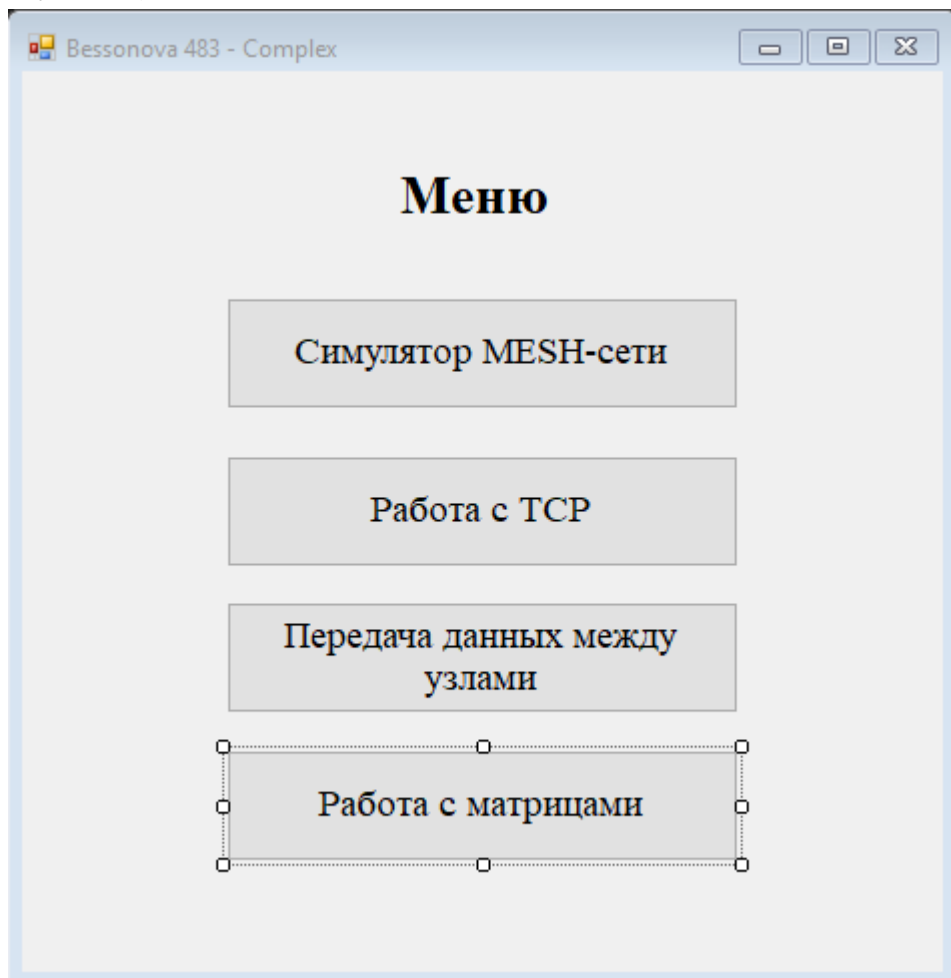 Bessonova 483 - Complex
Меню
Симулятор MESH-сети
Работа с TCP
Передача данных между
узлами
Работа с матрицами